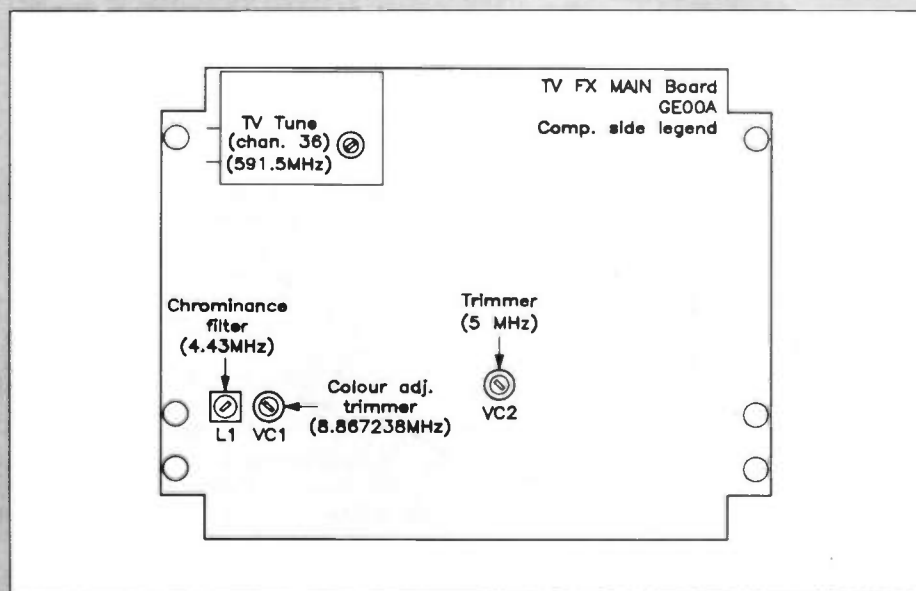 TV FX MAIN Board
GE00A
Comp. side legend
TV Tune
(chan. 36)
(591.5MHz)
Chrominance
filter
(4.43MHz)
Trimmer
(5 MHz)
Colour adj.
trimmer
(8.867238MHz)
L1
VC1
VC2